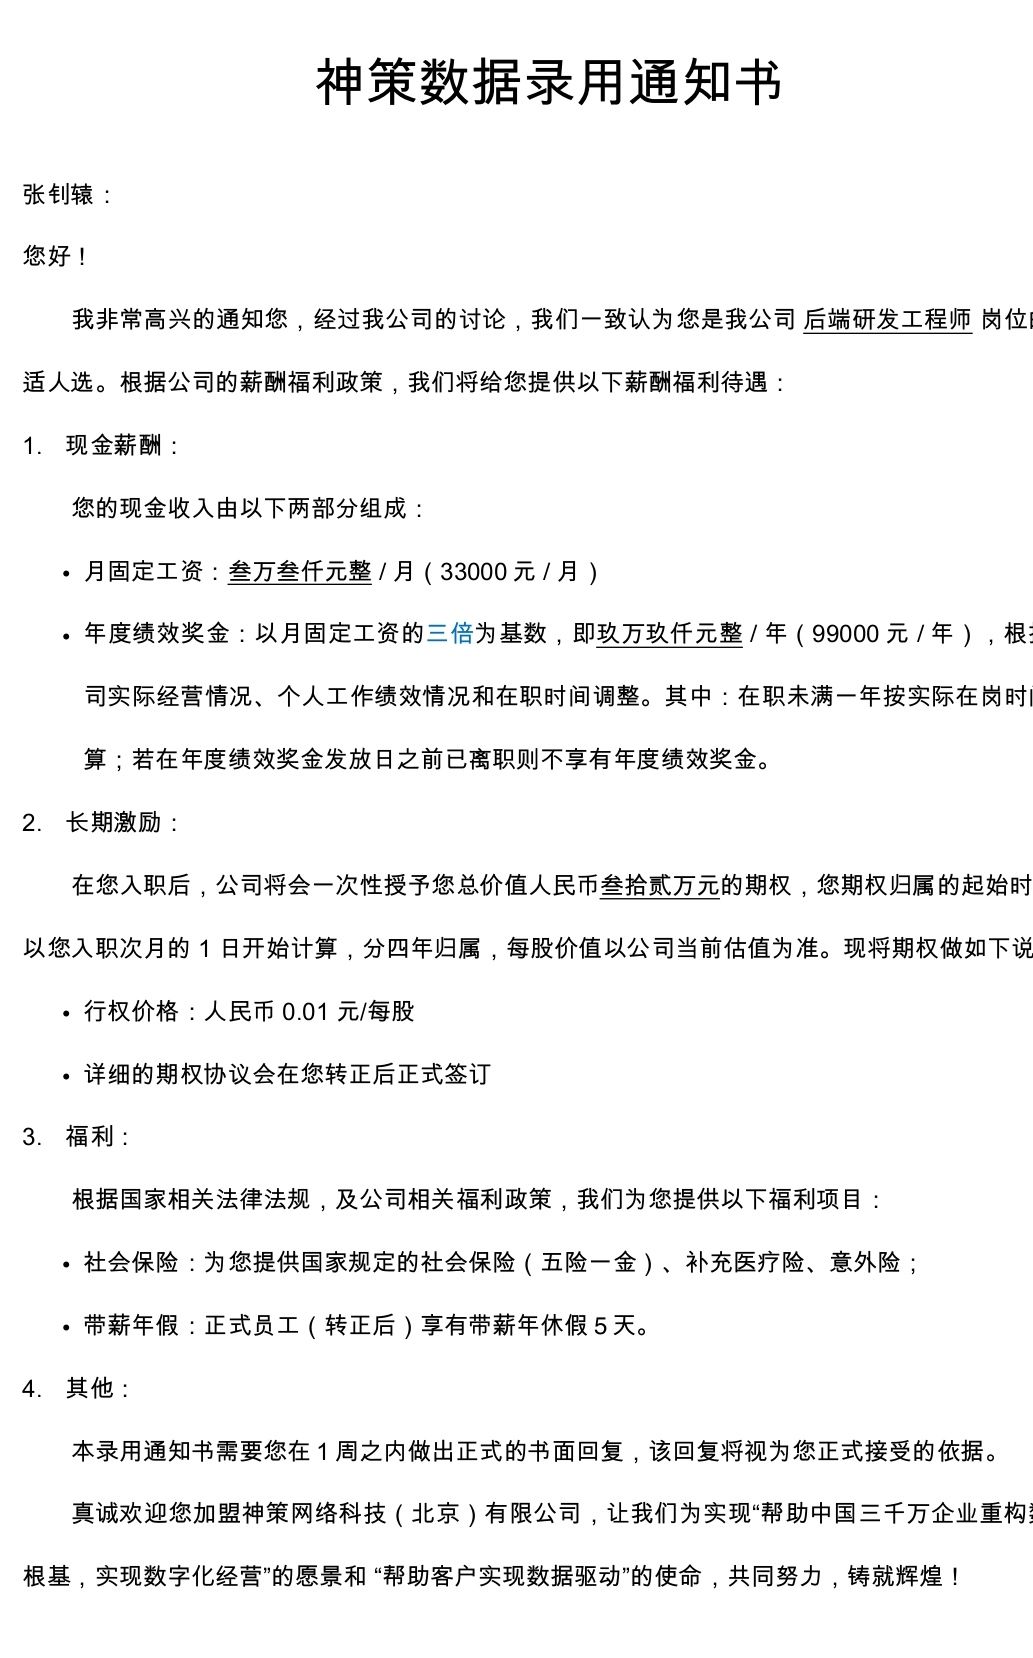 神策数据录用通知书
张钊辕：
您好！
我非常高兴的通知您，经过我公司的讨论，我们一致认为您是我公司 后端研发工程师 岗位
适人选。根据公司的薪酬福利政策，我们将给您提供以下薪酬福利待遇：
1. 现金薪酬：
您的现金收入由以下两部分组成：
• 月固定工资：叁万叁仟元整 / 月（33000 元 / 月）
• 年度绩效奖金：以月固定工资的三倍为基数，即玖万玖仟元整 / 年（99000 元 / 年），根
司实际经营情况、个人工作绩效情况和在职时间调整。其中：在职未满一年按实际在岗时
算；若在年度绩效奖金发放日之前已离职则不享有年度绩效奖金。
2. 长期激励：
在您入职后，公司将会一次性授予您总价值人民币叁拾贰万元的期权，您期权归属的起始时
以您入职次月的 1 日开始计算，分四年归属，每股价值以公司当前估值为准。现将期权做如下说
• 行权价格：人民币 0.01 元/每股
• 详细的期权协议会在您转正后正式签订
3. 福利：
根据国家相关法律法规，及公司相关福利政策，我们为您提供以下福利项目：
• 社会保险：为您提供国家规定的社会保险（五险一金）、补充医疗险、意外险；
• 带薪年假：正式员工（转正后）享有带薪年休假 5 天。
4. 其他：
本录用通知书需要您在 1 周之内做出正式的书面回复，该回复将视为您正式接受的依据。
真诚欢迎您加盟神策网络科技（北京）有限公司，让我们为实现“帮助中国三千万企业重构
根基，实现数字化经营”的愿景和 “帮助客户实现数据驱动”的使命，共同努力，铸就辉煌！